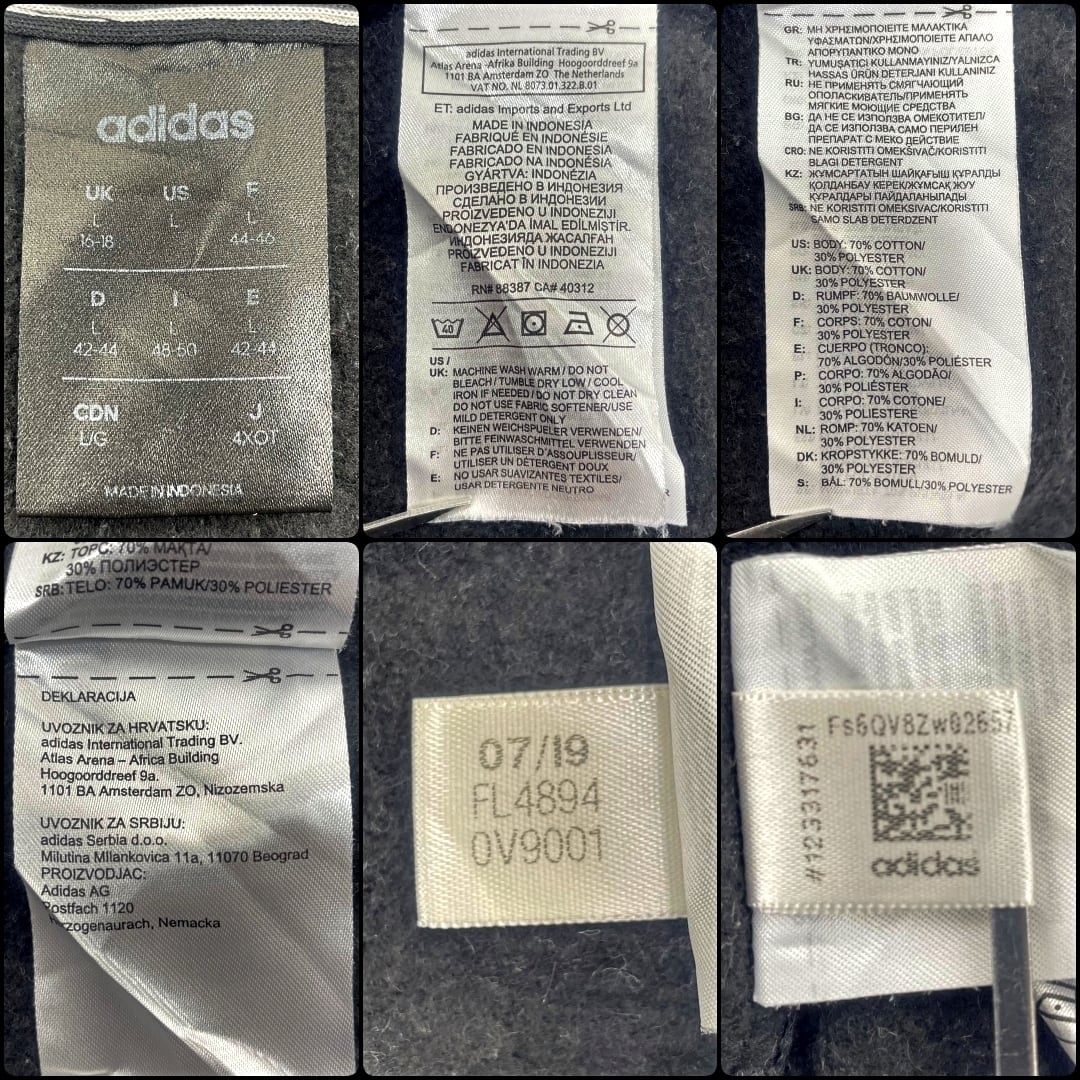 adidas
UK US F
L L
16-18 44-46
D I E
L L L
42-44 48-50 42-44
CDN J
L/G 4XOT
MADE IN INDONESIA
adidas International Trading BV
Atlas Arena -Afrika Building Hoogoorddreef 9a
1101 BA Amsterdam ZO The Netherlands
VAT NO. NL 8073.01.322.B.01
ET: adidas Imports and Exports Ltd
MADE IN INDONESIA
FABRIQUÉ EN INDONÉSIE
FABRICADO EN INDONESIA
FABRICADO NA INDONÉSIA
GYÁRTVA: INDONÉZIA
ПРОИЗВЕДЕНО В ИНДОНЕЗИЯ
СДЕЛАНО В ИНДОНЕЗИИ
PROIZVEDENO U INDONEZIJI
ENDONEZYA'DA İMAL EDİLMİŞTİR.
ИНДОНЕЗИЯДА ЖАСАЛҒАН
PROIZVEDENO U INDONEZIJI
FABRICAT ÎN INDONEZIA
RN# 88387 CA# 40312
40
US /
UK: MACHINE WASH WARM / DO NOT
BLEACH / TUMBLE DRY LOW / COOL
IRON IF NEEDED / DO NOT DRY CLEAN
DO NOT USE FABRIC SOFTENER/USE
MILD DETERGENT ONLY
D: KEINEN WEICHSPUELER VERWENDEN/
BITTE FEINWASCHMITTEL VERWENDEN
F: NE PAS UTILISER D'ASSOUPLISSEUR/
UTILISER UN DÉTERGENT DOUX
E: NO USAR SUAVIZANTES TEXTILES/
USAR DETERGENTE NEUTRO
GR: ΜΗ ΧΡΗΣΙΜΟΠΟΙΕΙΤΕ ΜΑΛΑΚΤΙΚΑ
ΥΦΑΣΜΑΤΩΝ/ΧΡΗΣΙΜΟΠΟΙΕΙΤΕ ΑΠΑΛΟ
ΑΠΟΡΥΠΑΝΤΙΚΟ ΜΟΝΟ
TR: YUMUŞATICI KULLANMAYINIZ/YALNIZCA
HASSAS ÜRÜN DETERJANI KULLANINIZ
RU: НЕ ПРИМЕНЯТЬ СМЯГЧАЮЩИЙ
ОПОЛАСКИВАТЕЛЬ/ПРИМЕНЯТЬ
МЯГКИЕ МОЮЩИЕ СРЕДСТВА
BG: ДА НЕ СЕ ИЗПОЛЗВА ОМЕКОТИТЕЛ/
ДА СЕ ИЗПОЛЗВА САМО ПЕРИЛЕН
ПРЕПАРАТ С МЕКО ДЕЙСТВИЕ
CRO: NE KORISTITI OMEKŠIVAČ/KORISTITI
BLAGI DETERGENT
KZ: ЖҰМСАРТАТЫН ШАЙҚАҒЫШ ҚҰРАЛДЫ
ҚОЛДАНБАУ КЕРЕК/ЖҰМСАҚ ЖУУ
ҚҰРАЛДАРЫ ПАЙДАЛАНЫЛАДЫ
SRB: NE KORISTITI OMEKSIVAC/KORISTITI
SAMO SLAB DETERDZENT
US: BODY: 70% COTTON/
30% POLYESTER
UK: BODY: 70% COTTON/
30% POLYESTER
D: RUMPF: 70% BAUMWOLLE/
30% POLYESTER
F: CORPS: 70% COTON/
30% POLYESTER
E: CUERPO (TRONCO):
70% ALGODÓN/30% POLIÉSTER
P: CORPO: 70% ALGODÃO/
30% POLIÉSTER
I: CORPO: 70% COTONE/
30% POLIESTERE
NL: ROMP: 70% KATOEN/
30% POLYESTER
DK: KROPSTYKKE: 70% BOMULD/
30% POLYESTER
S: BÅL: 70% BOMULL/30% POLYESTER
KZ: ТОРС: 70% МАҚТА/
30% ПОЛИЭСТЕР
SRB: TELO: 70% PAMUK/30% POLIESTER
DEKLARACIJA
UVOZNIK ZA HRVATSKU:
adidas International Trading BV.
Atlas Arena – Africa Building
Hoogoorddreef 9a.
1101 BA Amsterdam ZO, Nizozemska
UVOZNIK ZA SRBIJU:
adidas Serbia d.o.o.
Milutina Milankovica 11a, 11070 Beograd
PROIZVODJAC:
Adidas AG
Postfach 1120
zogenaurach, Nemacka
07/19
FL4894
0V9001
Fs6QV8Zw02657
#1233317631
adidas